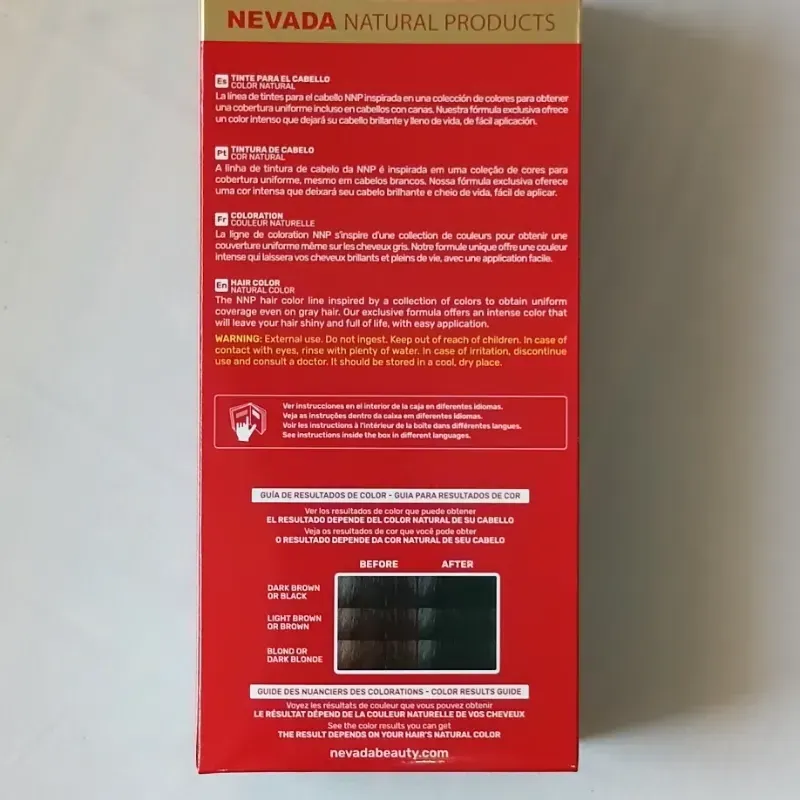 NEVADA NATURAL PRODUCTS
Es TINTE PARA EL CABELLO
COLOR NATURAL
La línea de tintes para el cabello NNP inspirada en una colección de colores para obtener
una cobertura uniforme incluso en cabellos con canas. Nuestra fórmula exclusiva ofrece
un color intenso que dejará su cabello brillante y lleno de vida, de fácil aplicación.
Pt TINTURA DE CABELO
COR NATURAL
A linha de tintura de cabelo da NNP é inspirada em uma coleção de cores para
cobertura uniforme, mesmo em cabelos brancos. Nossa fórmula exclusiva oferece
uma cor intensa que deixará seu cabelo brilhante e cheio de vida, fácil de aplicar.
Fr COLORATION
COULEUR NATURELLE
La ligne de coloration NNP s'inspire d'une collection de couleurs pour obtenir une
couverture uniforme même sur les cheveux gris. Notre formule unique offre une couleur
intense qui laissera vos cheveux brillants et pleins de vie, avec une application facile.
En HAIR COLOR
NATURAL COLOR
The NNP hair color line inspired by a collection of colors to obtain uniform
coverage even on gray hair. Our exclusive formula offers an intense color that
will leave your hair shiny and full of life, with easy application.
WARNING: External use. Do not ingest. Keep out of reach of children. In case of
contact with eyes, rinse with plenty of water. In case of irritation, discontinue
use and consult a doctor. It should be stored in a cool, dry place.
Ver instrucciones en el interior de la caja en diferentes idiomas.
Veja as instruções dentro da caixa em diferentes idiomas.
Voir les instructions à l'intérieur de la boîte dans différentes langues.
See instructions inside the box in different languages.
GUÍA DE RESULTADOS DE COLOR - GUIA PARA RESULTADOS DE COR
Ver los resultados de color que puede obtener
EL RESULTADO DEPENDE DEL COLOR NATURAL DE SU CABELLO
Veja os resultados de cor que você pode obter
O RESULTADO DEPENDE DA COR NATURAL DE SEU CABELO
BEFORE AFTER
DARK BROWN
OR BLACK
LIGHT BROWN
OR BROWN
BLOND OR
DARK BLONDE
GUIDE DES NUANCIERS DES COLORATIONS - COLOR RESULTS GUIDE
Voyez les résultats de couleur que vous pouvez obtenir
LE RÉSULTAT DÉPEND DE LA COULEUR NATURELLE DE VOS CHEVEUX
See the color results you can get
THE RESULT DEPENDS ON YOUR HAIR'S NATURAL COLOR
nevadabeauty.com